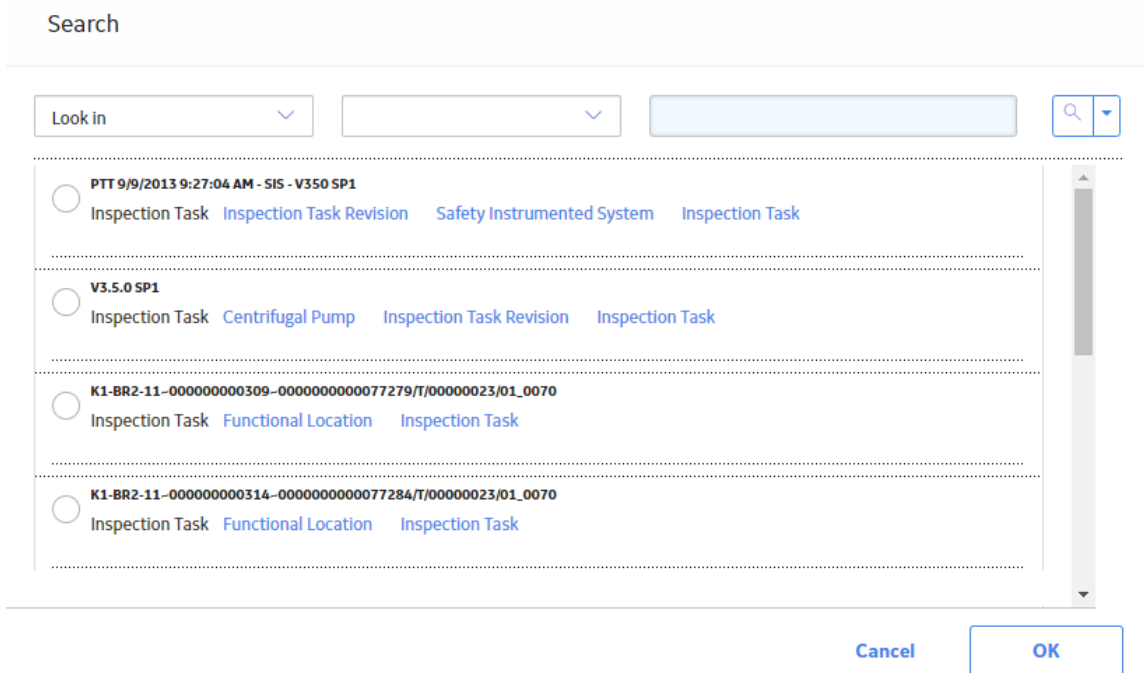 Search
Look in
PTT 9/9/2013 9:27:04 AM - SIS - V350 SP1
Inspection Task Inspection Task Revision Safety Instrumented System Inspection Task
V3.5.0 SP1
Inspection Task Centrifugal Pump Inspection Task Revision Inspection Task
K1-BR2-11~000000000309~0000000000077279/T/00000023/01_0070
Inspection Task Functional Location Inspection Task
K1-BR2-11~000000000314~0000000000077284/T/00000023/01_0070
Inspection Task Functional Location Inspection Task
Cancel OK